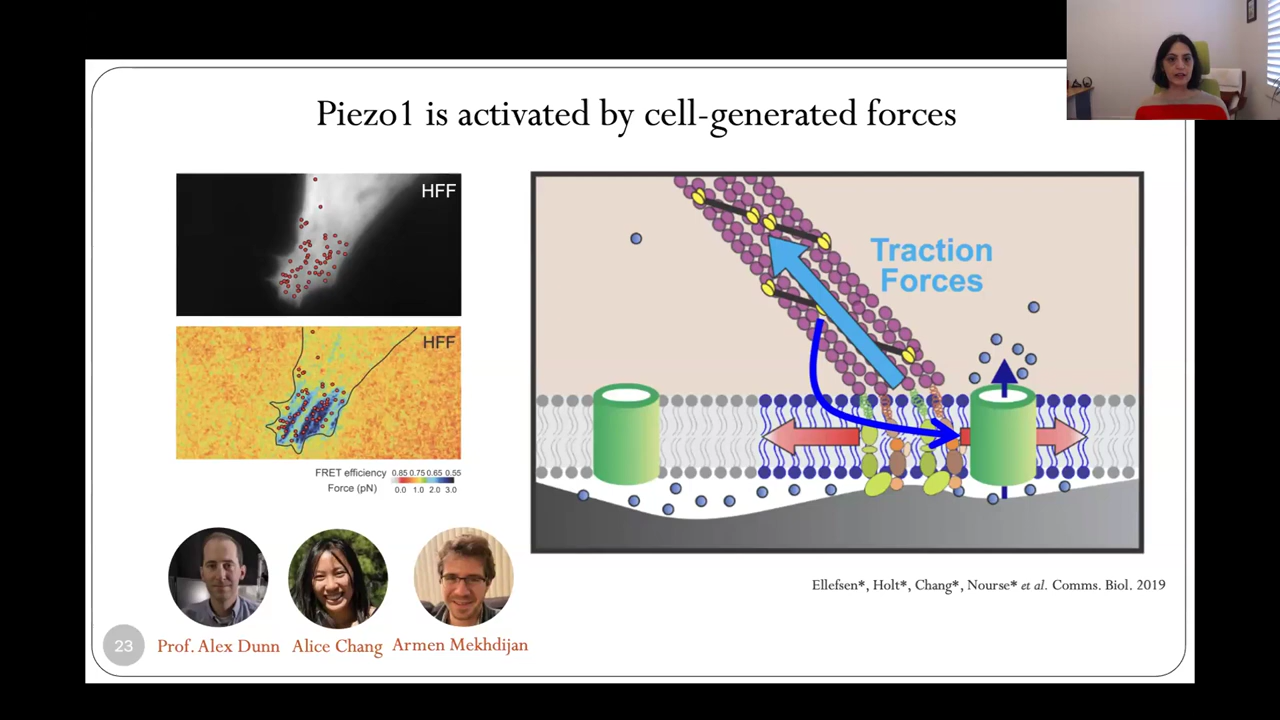 Piezo1 is activated by cell-generated forces
HFF
HFF
FRET efficiency 0.85 0.75 0.65 0.55
Force (pN) 0.0 1.0 2.0 3.0
Traction
Forces
Ellefsen*, Holt*, Chang*, Nourse* et al. Comms. Biol. 2019
23
Prof. Alex Dunn
Alice Chang
Armen Mekhdijan